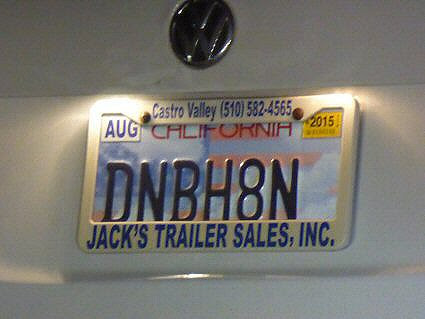 Castro Valley (510) 582-4565
AUG CALIFORNIA 2015
DNBH8N
JACK'S TRAILER SALES, INC.